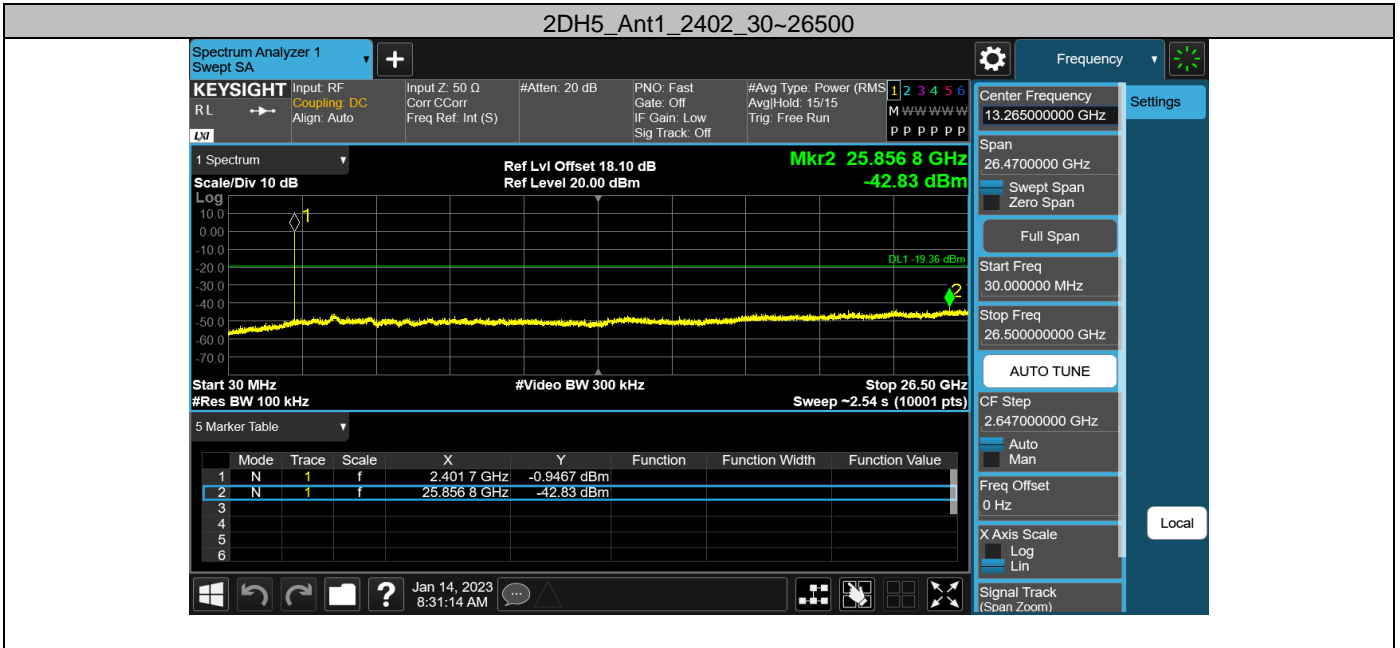 2DH5_Ant1_2402_30~26500
Spectrum Analyzer 1
Swept SA
Frequency
KEYSIGHT
RL
LXI
Input: RF
Coupling: DC
Align: Auto
Input Z: 50 Ω
Corr CCorr
Freq Ref: Int (S)
#Atten: 20 dB
PNO: Fast
Gate: Off
IF Gain: Low
Sig Track: Off
#Avg Type: Power (RMS
Avg|Hold: 15/15
Trig: Free Run
1 2 3 4 5 6
M W W W W W
P P P P P P
1 Spectrum
Scale/Div 10 dB
Ref Lvl Offset 18.10 dB
Ref Level 20.00 dBm
Mkr2 25.856 8 GHz
-42.83 dBm
Log
10.0
0.00
-10.0
-20.0
-30.0
-40.0
-50.0
-60.0
-70.0
1
DL1 -19.36 dBm
2
Start 30 MHz
#Video BW 300 kHz
Stop 26.50 GHz
#Res BW 100 kHz
Sweep ~2.54 s (10001 pts)
5 Marker Table
Mode Trace Scale X Y Function Function Width Function Value
1 N 1 f 2.401 7 GHz -0.9467 dBm
2 N 1 f 25.856 8 GHz -42.83 dBm
3
4
5
6
?
Jan 14, 2023
8:31:14 AM
Center Frequency
13.265000000 GHz
Settings
Span
26.4700000 GHz
Swept Span
Zero Span
Full Span
Start Freq
30.000000 MHz
Stop Freq
26.500000000 GHz
AUTO TUNE
CF Step
2.647000000 GHz
Auto
Man
Freq Offset
0 Hz
Local
X Axis Scale
Log
Lin
Signal Track
(Span Zoom)